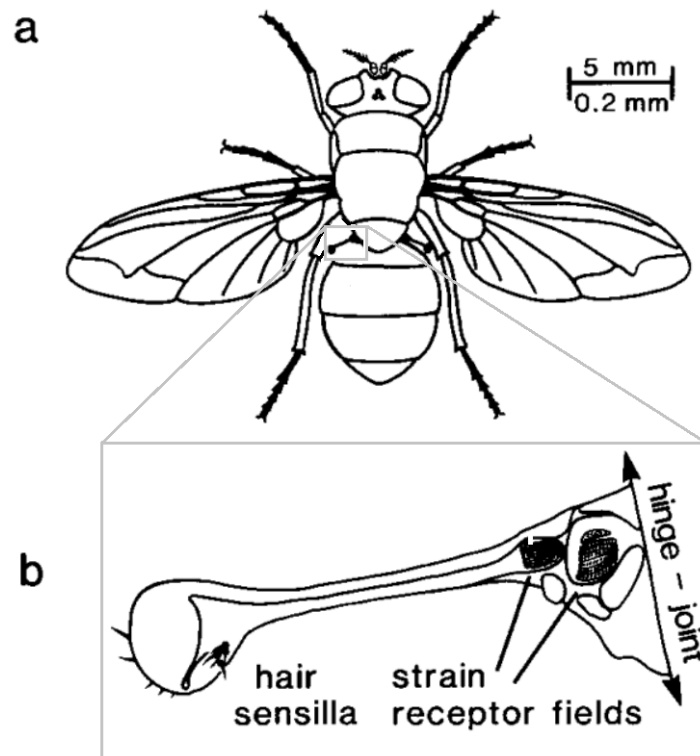 a
5 mm
0.2 mm
b
hinge – joint
hair
sensilla
strain
receptor fields